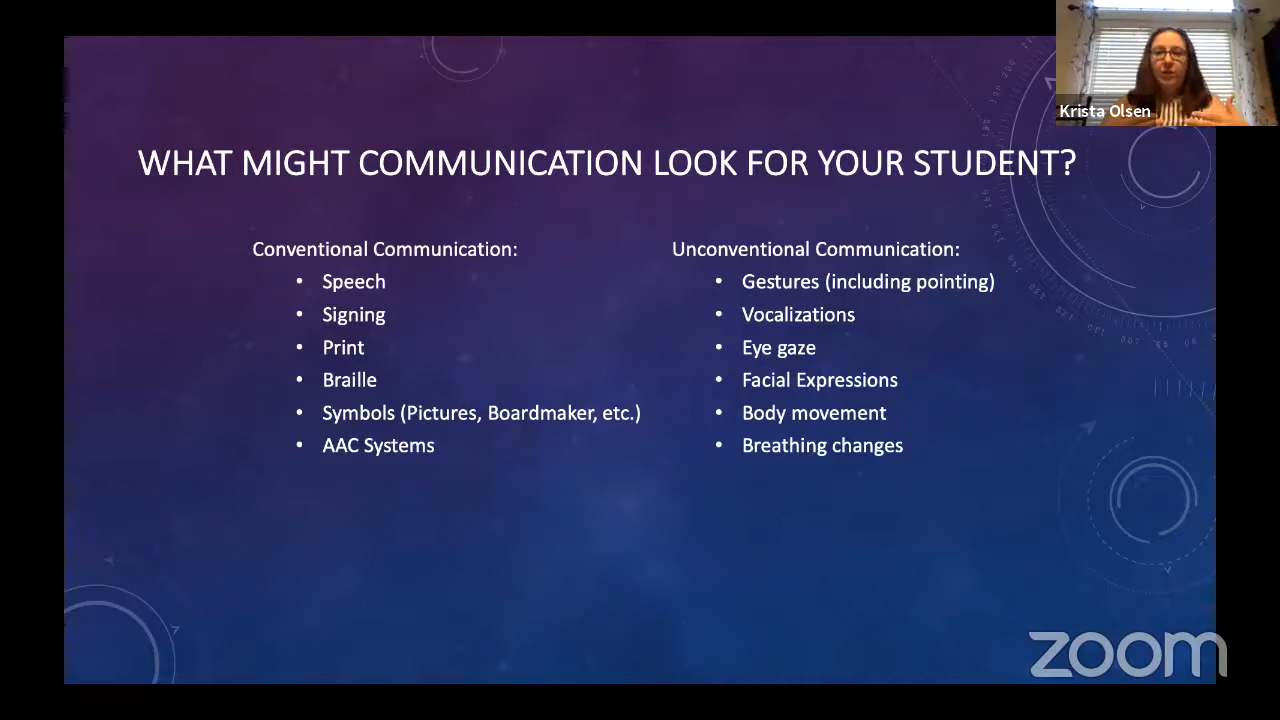 Krista Olsen
WHAT MIGHT COMMUNICATION LOOK FOR YOUR STUDENT?
Conventional Communication:
• Speech
• Signing
• Print
• Braille
• Symbols (Pictures, Boardmaker, etc.)
• AAC Systems
Unconventional Communication:
• Gestures (including pointing)
• Vocalizations
• Eye gaze
• Facial Expressions
• Body movement
• Breathing changes
zoom